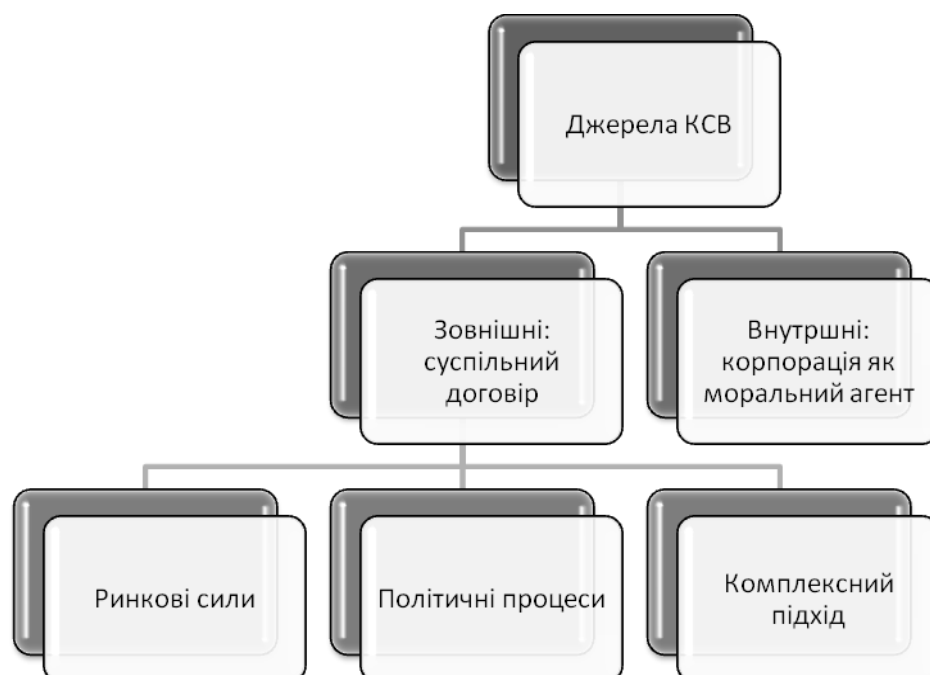 Джерела КСВ
Зовнішні:
суспільний
договір
Внутршні:
корпорація як
моральний агент
Ринкові сили
Політичні процеси
Комплексний
підхід